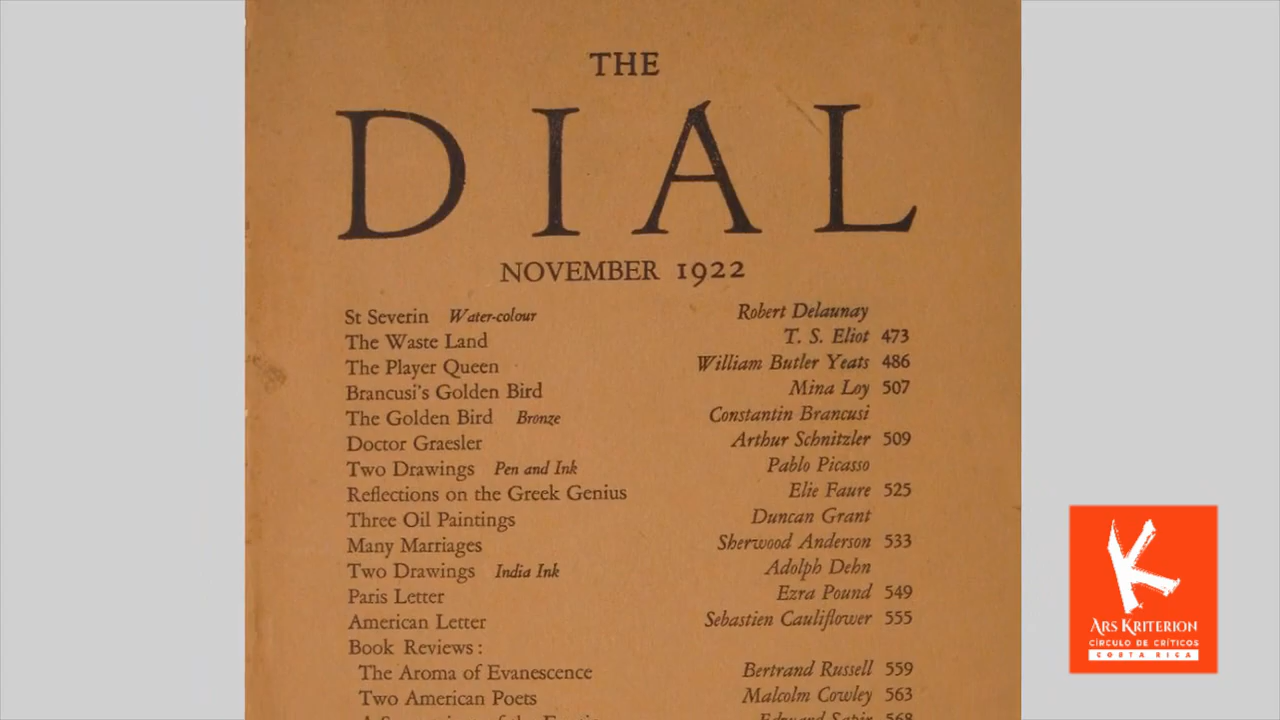 THE
DIAL
NOVEMBER 1922
St Severin Water-colour Robert Delaunay
The Waste Land T. S. Eliot 473
The Player Queen William Butler Yeats 486
Brancusi's Golden Bird Mina Loy 507
The Golden Bird Bronze Constantin Brancusi
Doctor Graesler Arthur Schnitzler 509
Two Drawings Pen and Ink Pablo Picasso
Reflections on the Greek Genius Elie Faure 525
Three Oil Paintings Duncan Grant
Many Marriages Sherwood Anderson 533
Two Drawings India Ink Adolph Dehn
Paris Letter Ezra Pound 549
American Letter Sebastien Cauliflower 555
Book Reviews:
The Aroma of Evanescence Bertrand Russell 559
Two American Poets Malcolm Cowley 563
Edward Sapir 568
K
ARS KRITERION
CÍRCULO DE CRÍTICOS
COSTA RICA